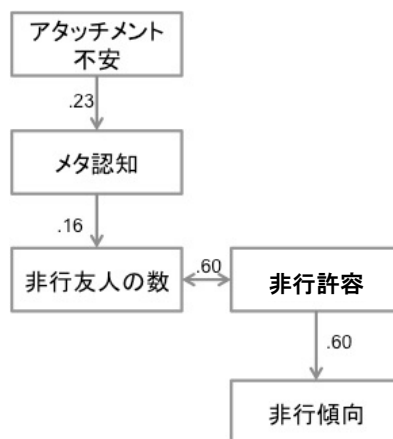 アタッチメント
不安
.23
メタ認知
.16
非行友人の数
.60
非行許容
.60
非行傾向